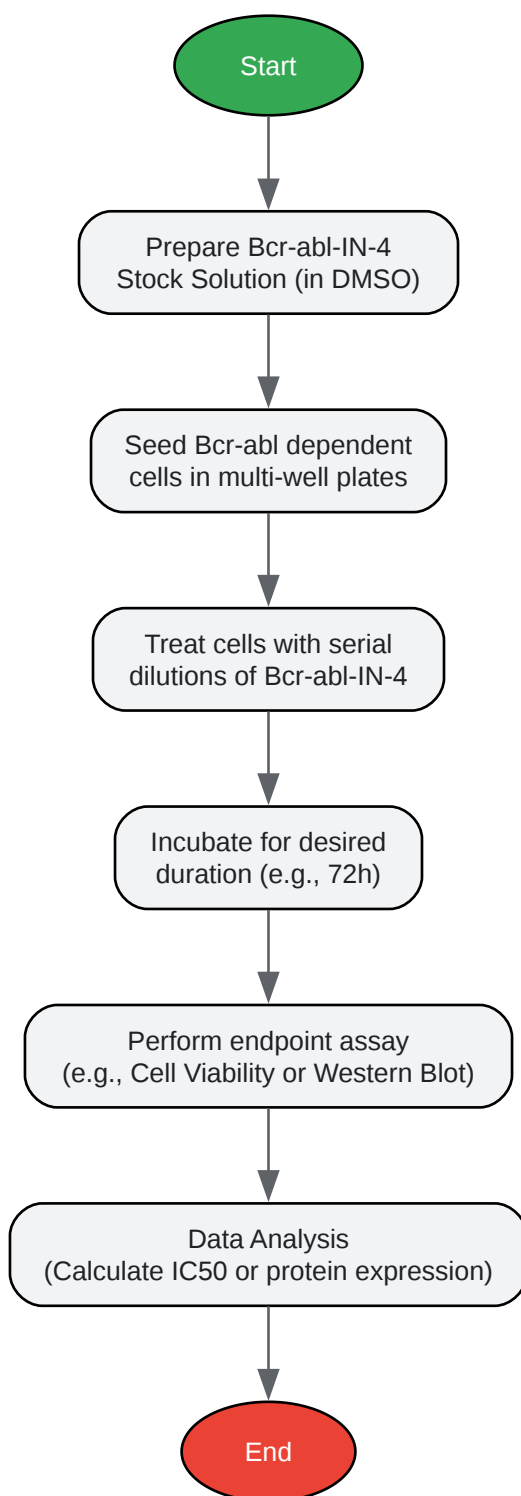 Start
Prepare Bcr-abl-IN-4
Stock Solution (in DMSO)
Seed Bcr-abl dependent
cells in multi-well plates
Treat cells with serial
dilutions of Bcr-abl-IN-4
Incubate for desired
duration (e.g., 72h)
Perform endpoint assay
(e.g., Cell Viability or Western Blot)
Data Analysis
(Calculate IC50 or protein expression)
End